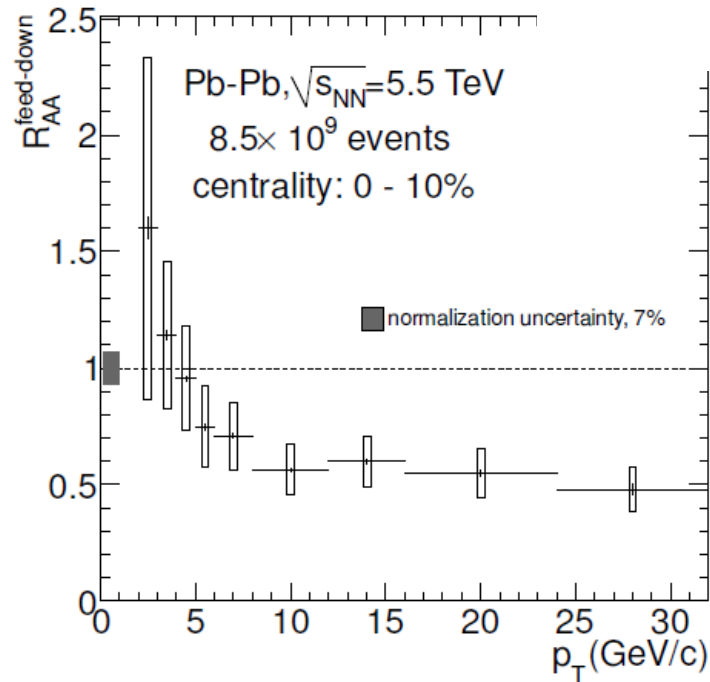 2.5
2
1.5
1
0.5
0
R_AA^feed-down
Pb-Pb,√s_NN=5.5 TeV
8.5× 10^9 events
centrality: 0 - 10%
normalization uncertainty, 7%
0 5 10 15 20 25 30
p_T (GeV/c)